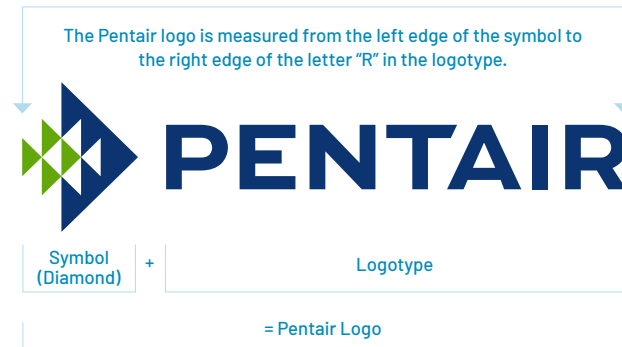 The Pentair logo is measured from the left edge of the symbol to
the right edge of the letter “R” in the logotype.
PENTAIR
Symbol
(Diamond)
+
Logotype
= Pentair Logo